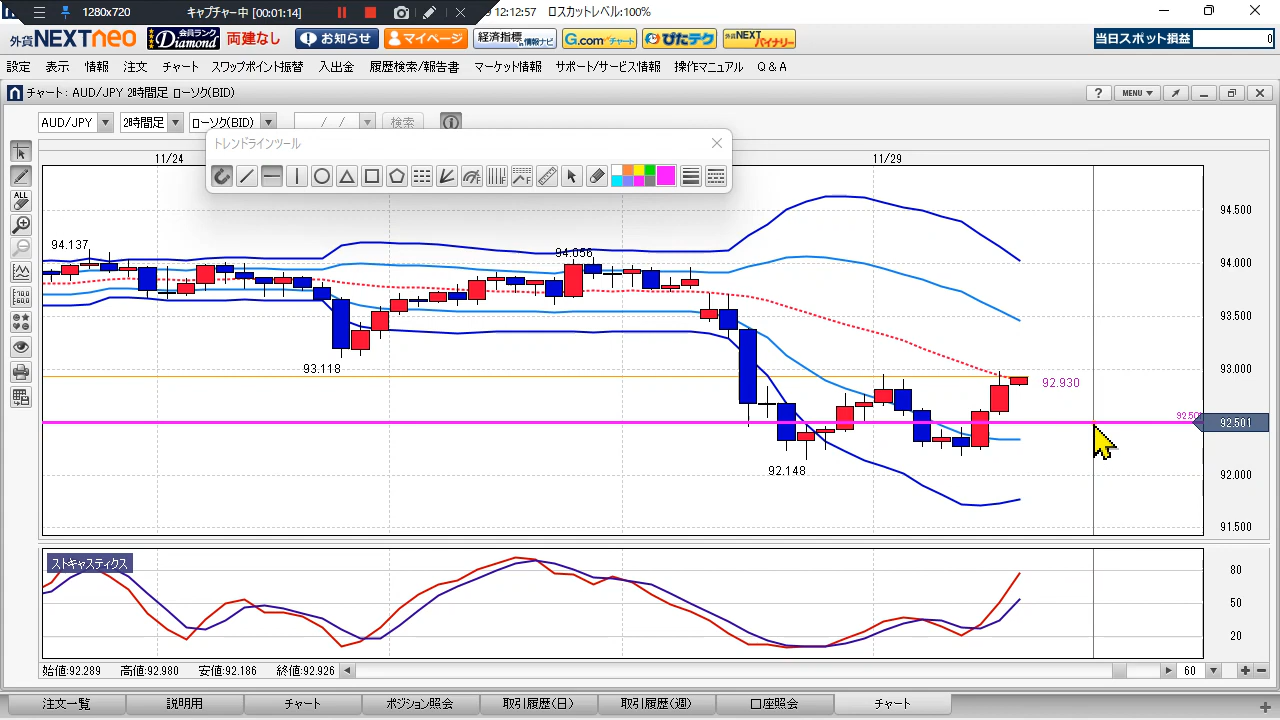 1280x720 キャプチャー中 [00:01:14] 12:12:57 ロスカットレベル:100%
外貨NEXTneo 会員ランク Diamond 両建なし お知らせ マイページ 経済指標&情報ナビ G.comチャート ぴたテク 外貨NEXTバイナリー 当日スポット損益 0
設定 表示 情報 注文 チャート スワップポイント振替 入出金 履歴検索/報告書 マーケット情報 サポート/サービス情報 操作マニュアル Q&A
チャート : AUD/JPY 2時間足 ローソク(BID) ? MENU
AUD/JPY 2時間足 ローソク(BID) / / 検索
トレンドラインツール
11/24 11/29
ALL
94.500
94.137 94.056 94.000
93.500
93.118 93.000
92.930
92.501
92.148 92.000
91.500
ストキャスティクス
80
50
20
始値:92.289 高値:92.980 安値:92.186 終値:92.926 60
注文一覧 説明用 チャート ポジション照会 取引履歴(日) 取引履歴(週) 口座照会 チャート